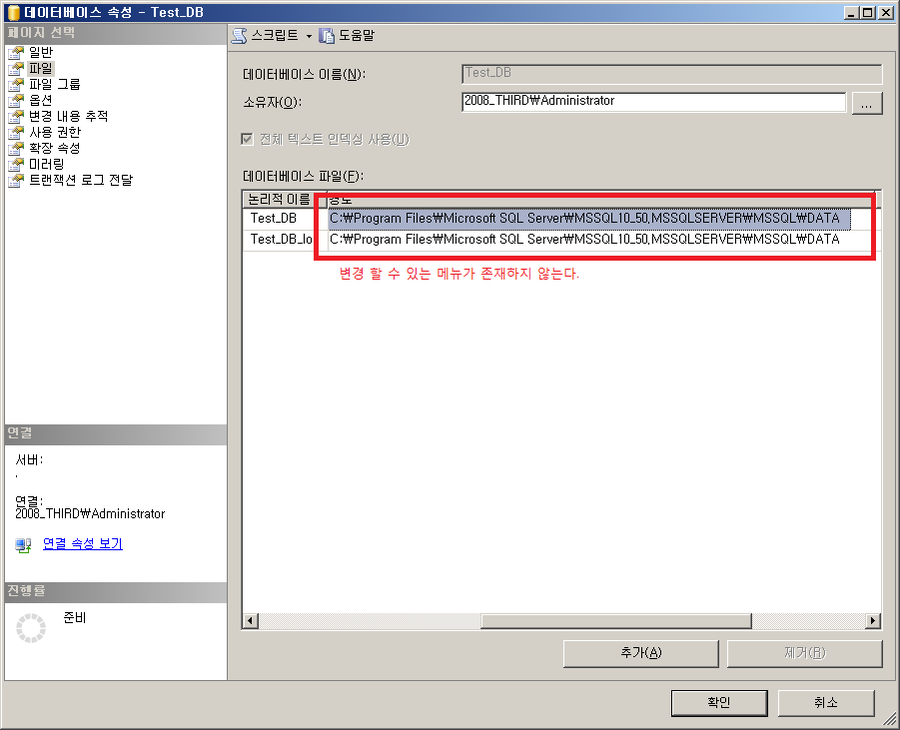 데이터베이스 속성 - Test_DB
페이지 선택
일반
파일
파일 그룹
옵션
변경 내용 추적
사용 권한
확장 속성
미러링
트랜잭션 로그 전달
연결
서버:
.
연결:
2008_THIRD₩Administrator
연결 속성 보기
진행률
준비
스크립트 도움말
데이터베이스 이름(N): Test_DB
소유자(O): 2008_THIRD₩Administrator ...
전체 텍스트 인덱싱 사용(U)
데이터베이스 파일(F):
논리적 이름 경로
Test_DB C:₩Program Files₩Microsoft SQL Server₩MSSQL10_50.MSSQLSERVER₩MSSQL₩DATA
Test_DB_lo C:₩Program Files₩Microsoft SQL Server₩MSSQL10_50.MSSQLSERVER₩MSSQL₩DATA
변경 할 수 있는 메뉴가 존재하지 않는다.
추가(A) 제거(R)
확인 취소